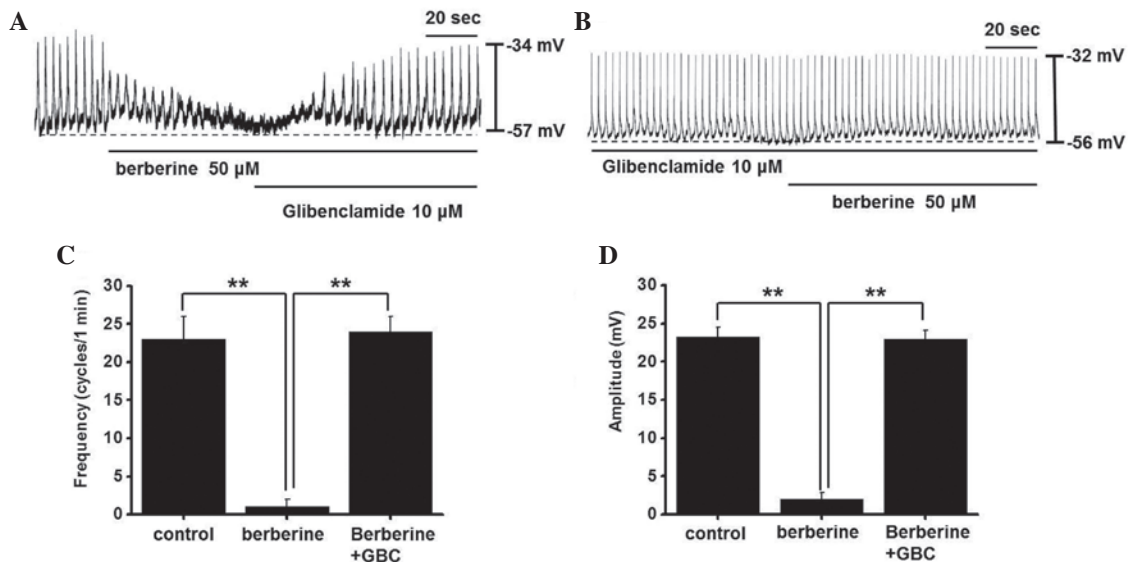 A
20 sec
-34 mV
-57 mV
berberine 50 µM
Glibenclamide 10 µM
B
20 sec
-32 mV
-56 mV
Glibenclamide 10 µM
berberine 50 µM
C
**
**
Frequency (cycles/1 min)
30
25
20
15
10
5
0
control
berberine
Berberine
+GBC
D
**
**
Amplitude (mV)
30
25
20
15
10
5
0
control
berberine
Berberine
+GBC